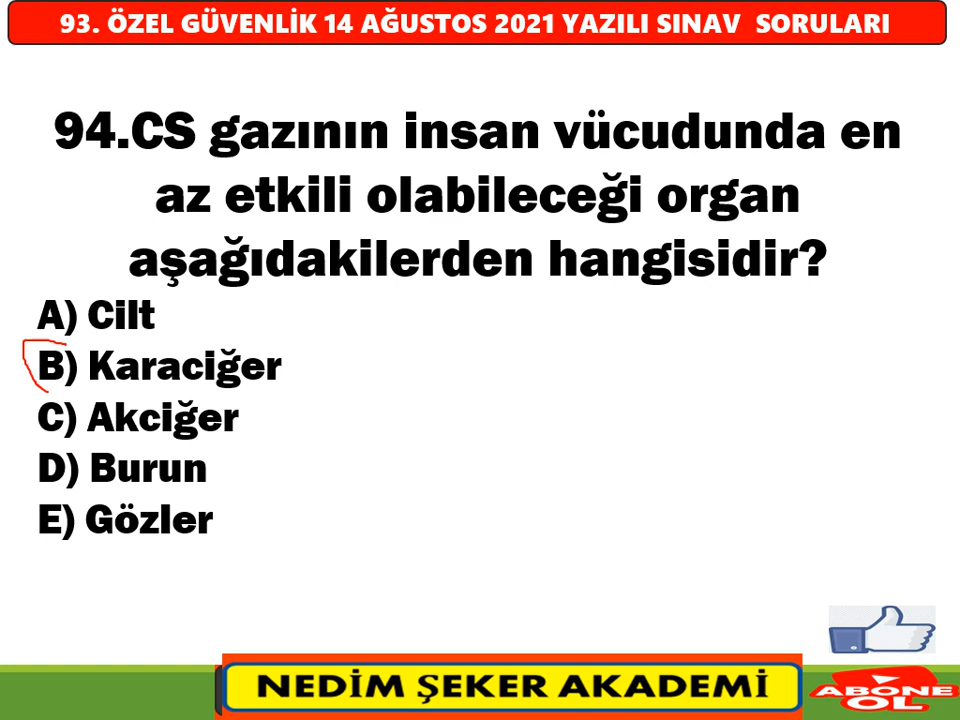 93. ÖZEL GÜVENLİK 14 AĞUSTOS 2021 YAZILI SINAV SORULARI
94.CS gazının insan vücudunda en
az etkili olabileceği organ
aşağıdakilerden hangisidir?
A) Cilt
B) Karaciğer
C) Akciğer
D) Burun
E) Gözler
NEDİM ŞEKER AKADEMİ
ABONE
OL